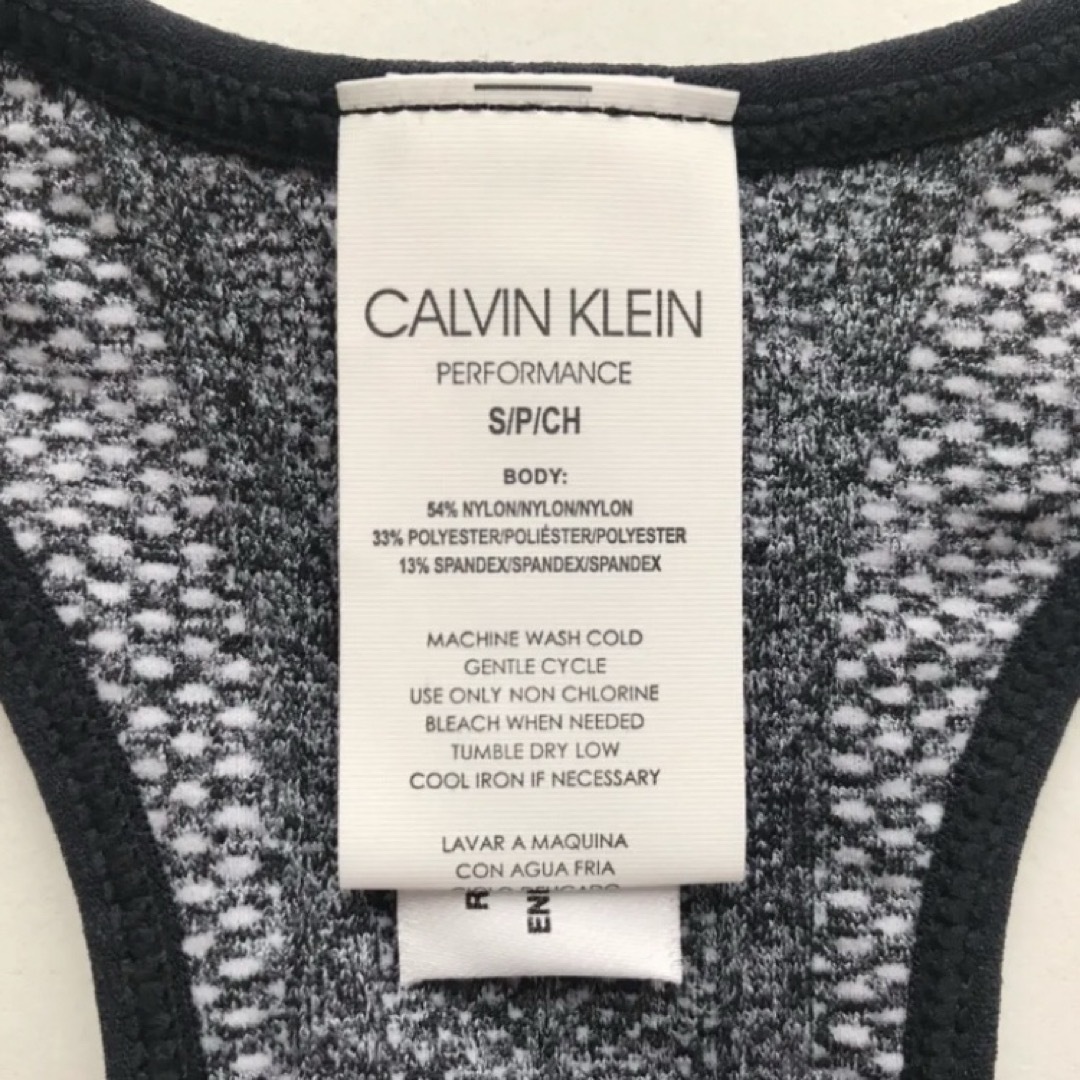 CALVIN KLEIN
PERFORMANCE
S/P/CH
BODY:
54% NYLON/NYLON/NYLON
33% POLYESTER/POLIÉSTER/POLYESTER
13% SPANDEX/SPANDEX/SPANDEX
MACHINE WASH COLD
GENTLE CYCLE
USE ONLY NON CHLORINE
BLEACH WHEN NEEDED
TUMBLE DRY LOW
COOL IRON IF NECESSARY
LAVAR A MAQUINA
CON AGUA FRIA